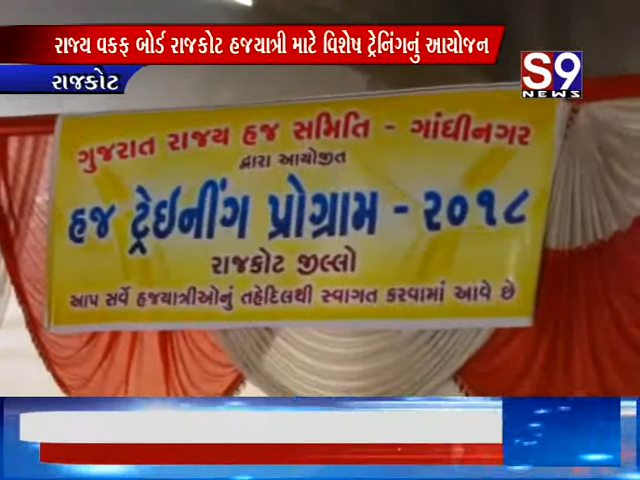 રાજ્ય વકફ બોર્ડ રાજકોટ હજયાત્રી માટે વિશેષ ટ્રેનિંગનું આયોજન
રાજકોટ
S9
NEWS
ગુજરાત રાજ્ય હજ સમિતિ - ગાંધીનગર
દ્વારા આયોજીત
હજ ટ્રેઇનીંગ પ્રોગ્રામ - ૨૦૧૮
રાજકોટ જીલ્લો
આપ સર્વે હજયાત્રીઓનું તહેદિલથી સ્વાગત કરવામાં આવે છે